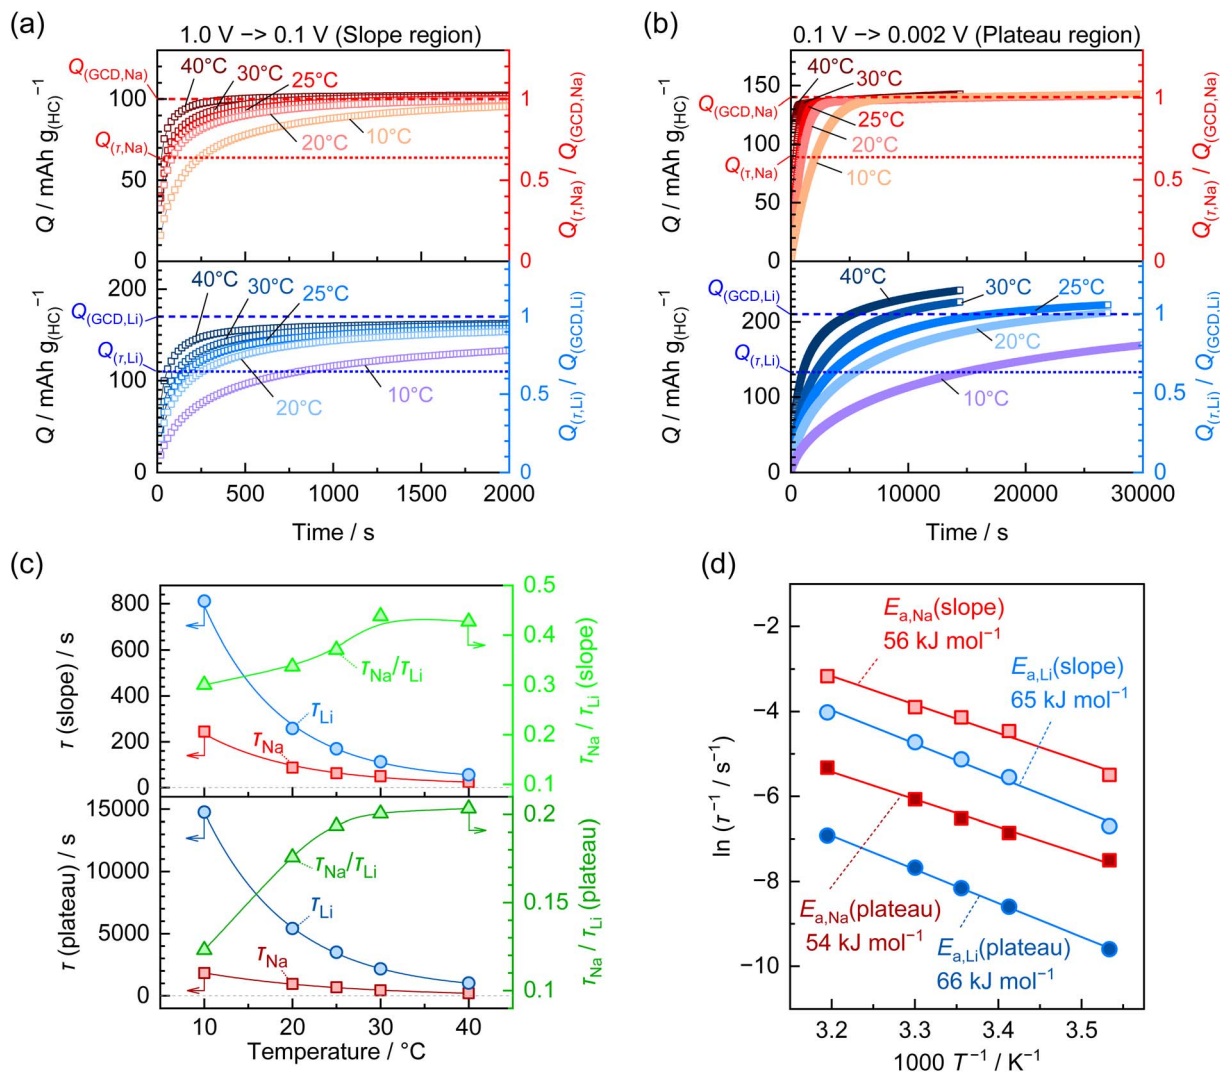 (a)
1.0 V −> 0.1 V (Slope region)
Q(GCD,Na)
Q(τ,Na)
Q / mAh g(HC)−1
100
50
0
40°C
30°C
25°C
20°C
10°C
1
0.5
0
Q(τ,Na) / Q(GCD,Na)
Q(GCD,Li)
Q(τ,Li)
Q / mAh g(HC)−1
200
100
0
40°C
30°C
25°C
20°C
10°C
1
0.5
0
Q(τ,Li) / Q(GCD,Li)
0 500 1000 1500 2000
Time / s
(b)
0.1 V −> 0.002 V (Plateau region)
Q(GCD,Na)
Q(τ,Na)
Q / mAh g(HC)−1
150
100
50
0
40°C
30°C
25°C
20°C
10°C
1
0.5
0
Q(τ,Na) / Q(GCD,Na)
Q(GCD,Li)
Q(τ,Li)
Q / mAh g(HC)−1
200
100
0
40°C
30°C
25°C
20°C
10°C
1
0.5
0
Q(τ,Li) / Q(GCD,Li)
0 10000 20000 30000
Time / s
(c)
τ (slope) / s
800
600
400
200
0
τNa/τLi
τLi
τNa
0.5
0.4
0.3
0.2
0.1
τNa / τLi (slope)
τ (plateau) / s
15000
10000
5000
0
τNa/τLi
τLi
τNa
0.2
0.15
0.1
τNa / τLi (plateau)
10 20 30 40
Temperature / °C
(d)
ln (τ−1 / s−1)
−2
−4
−6
−8
−10
Ea,Na(slope)
56 kJ mol−1
Ea,Li(slope)
65 kJ mol−1
Ea,Na(plateau)
54 kJ mol−1
Ea,Li(plateau)
66 kJ mol−1
3.2 3.3 3.4 3.5
1000 T−1 / K−1